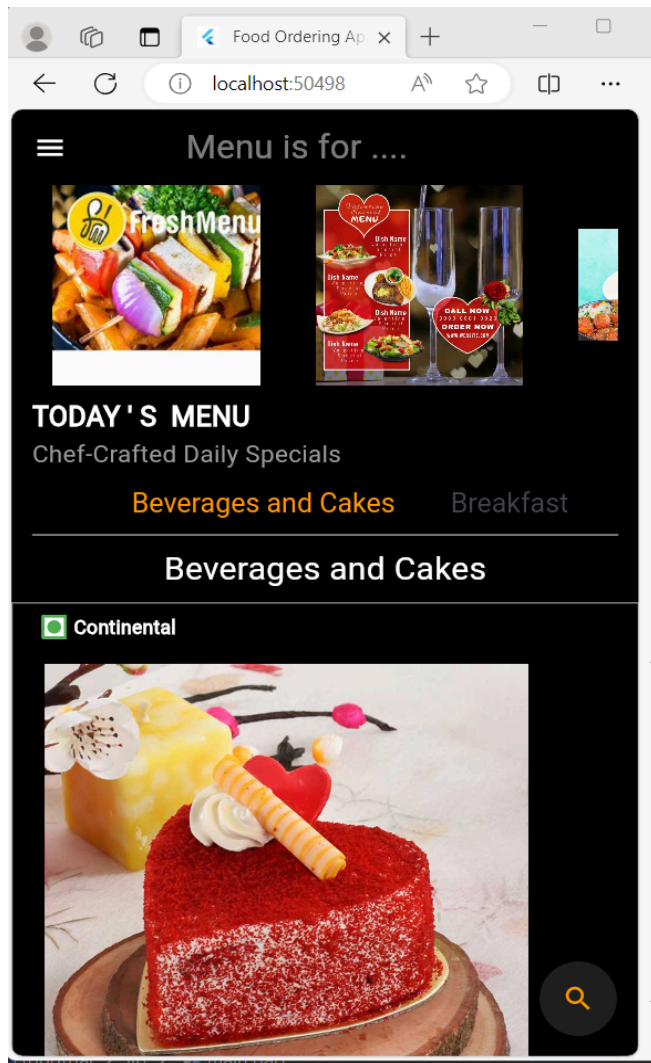 Food Ordering Ap
localhost:50498
Menu is for ....
FreshMenu
MENU
Dish Name
Dish Name
Dish Name
Dish Name
CALL NOW
ORDER NOW
TODAY ' S MENU
Chef-Crafted Daily Specials
Beverages and Cakes Breakfast
Beverages and Cakes
Continental